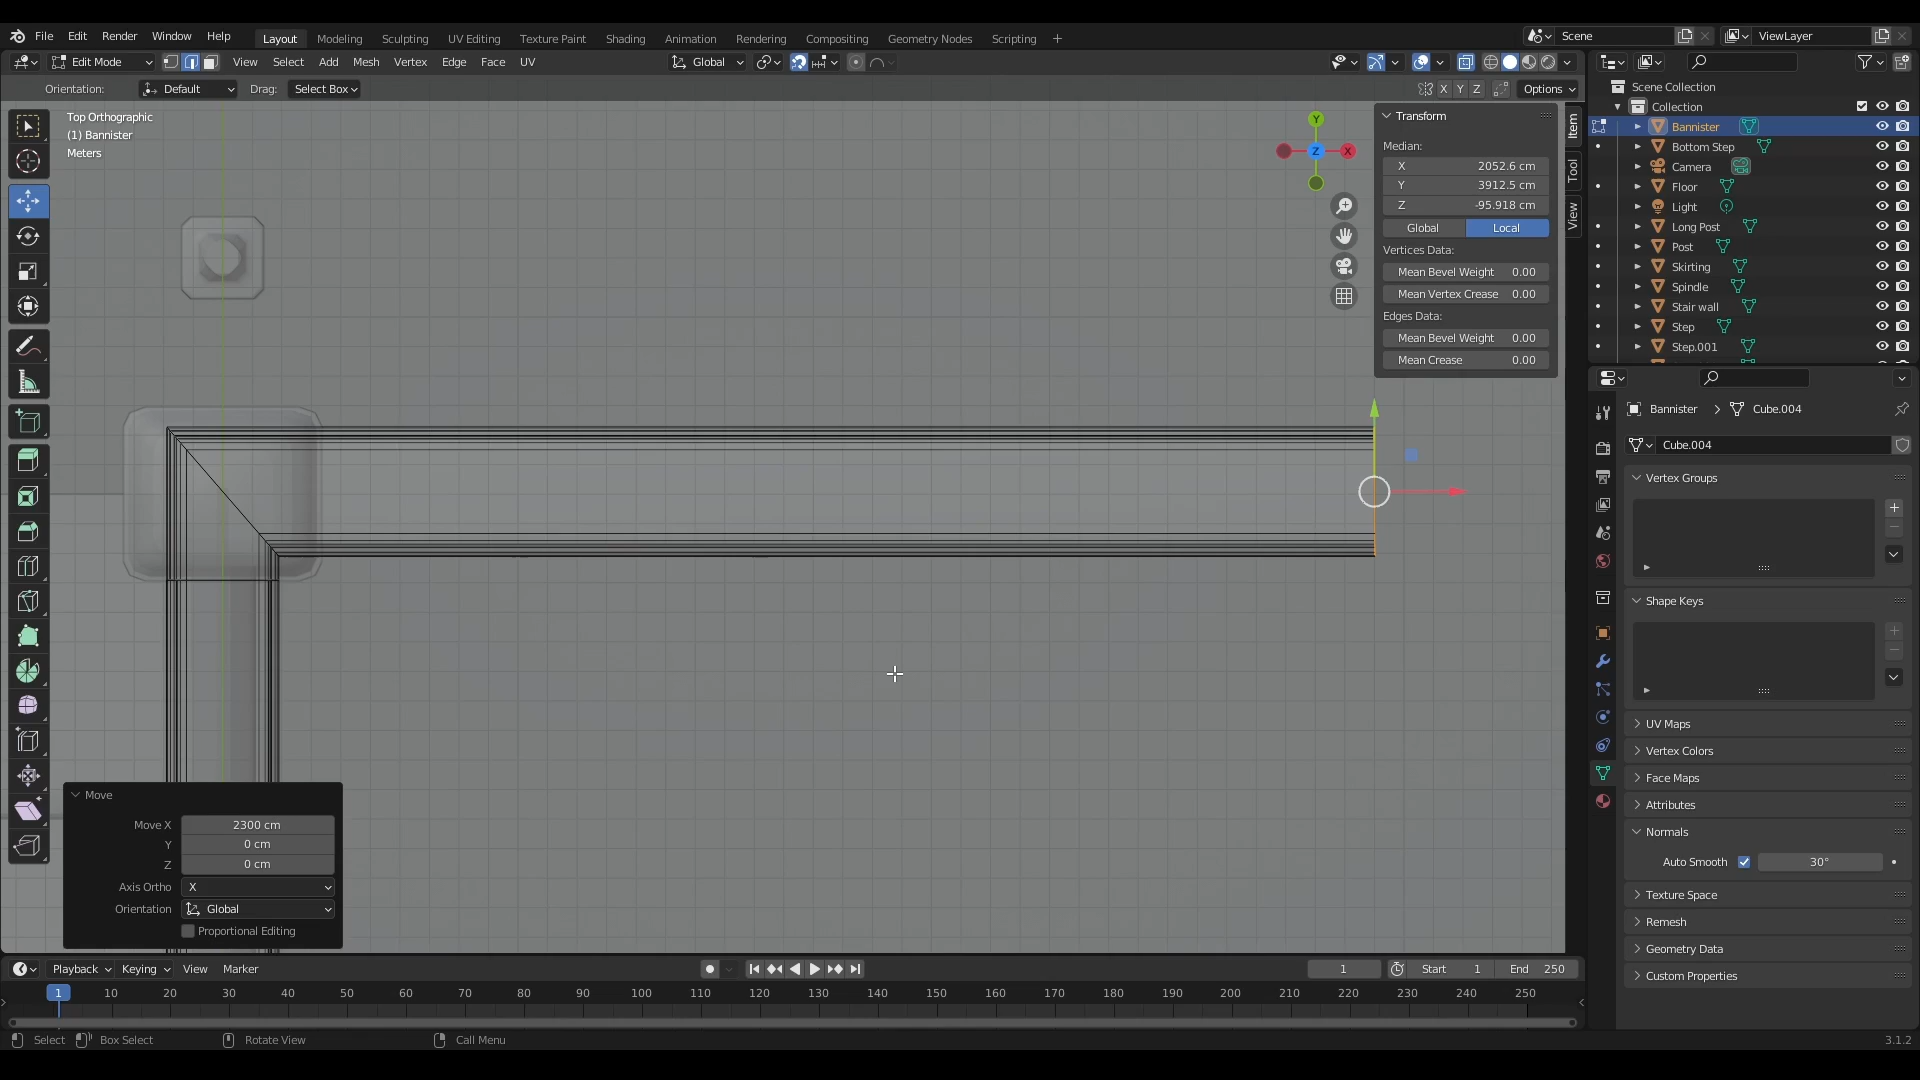 File Edit Render Window Help Layout Modeling Sculpting UV Editing Texture Paint Shading Animation Rendering Compositing Geometry Nodes Scripting + Scene ViewLayer
Edit Mode View Select Add Mesh Vertex Edge Face UV Global
Orientation: Default Drag: Select Box X Y Z Options
Top Orthographic
(1) Bannister
Meters
Y
X
Z
Transform
Median:
X 2052.6 cm
Y 3912.5 cm
Z -95.918 cm
Global Local
Vertices Data:
Mean Bevel Weight 0.00
Mean Vertex Crease 0.00
Edges Data:
Mean Bevel Weight 0.00
Mean Crease 0.00
Item
Tool
View
Scene Collection
Collection
Bannister
Bottom Step
Camera
Floor
Light
Long Post
Post
Skirting
Spindle
Stair wall
Step
Step.001
Bannister > Cube.004
Cube.004
Vertex Groups
Shape Keys
UV Maps
Vertex Colors
Face Maps
Attributes
Normals
Auto Smooth 30°
Texture Space
Remesh
Geometry Data
Custom Properties
Move
Move X 2300 cm
Y 0 cm
Z 0 cm
Axis Ortho X
Orientation Global
Proportional Editing
Playback Keying View Marker 1 Start 1 End 250
1 10 20 30 40 50 60 70 80 90 100 110 120 130 140 150 160 170 180 190 200 210 220 230 240 250
Select Box Select Rotate View Call Menu 3.1.2